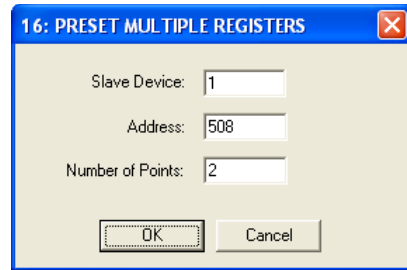 16: PRESET MULTIPLE REGISTERS
Slave Device: 1
Address: 508
Number of Points: 2
OK Cancel